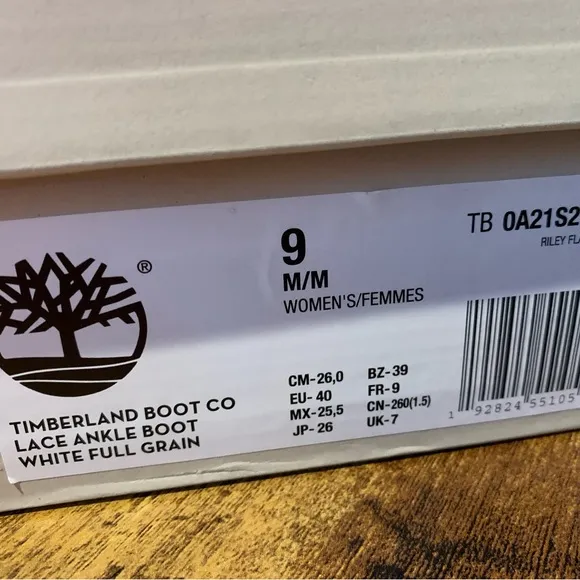 9
M/M
WOMEN'S/FEMMES
TB 0A21S2
RILEY FL
®
CM-26,0 BZ-39
EU- 40 FR-9
MX-25,5 CN-260(1.5)
JP-26 UK-7
TIMBERLAND BOOT CO
LACE ANKLE BOOT
WHITE FULL GRAIN
1 92824 55105